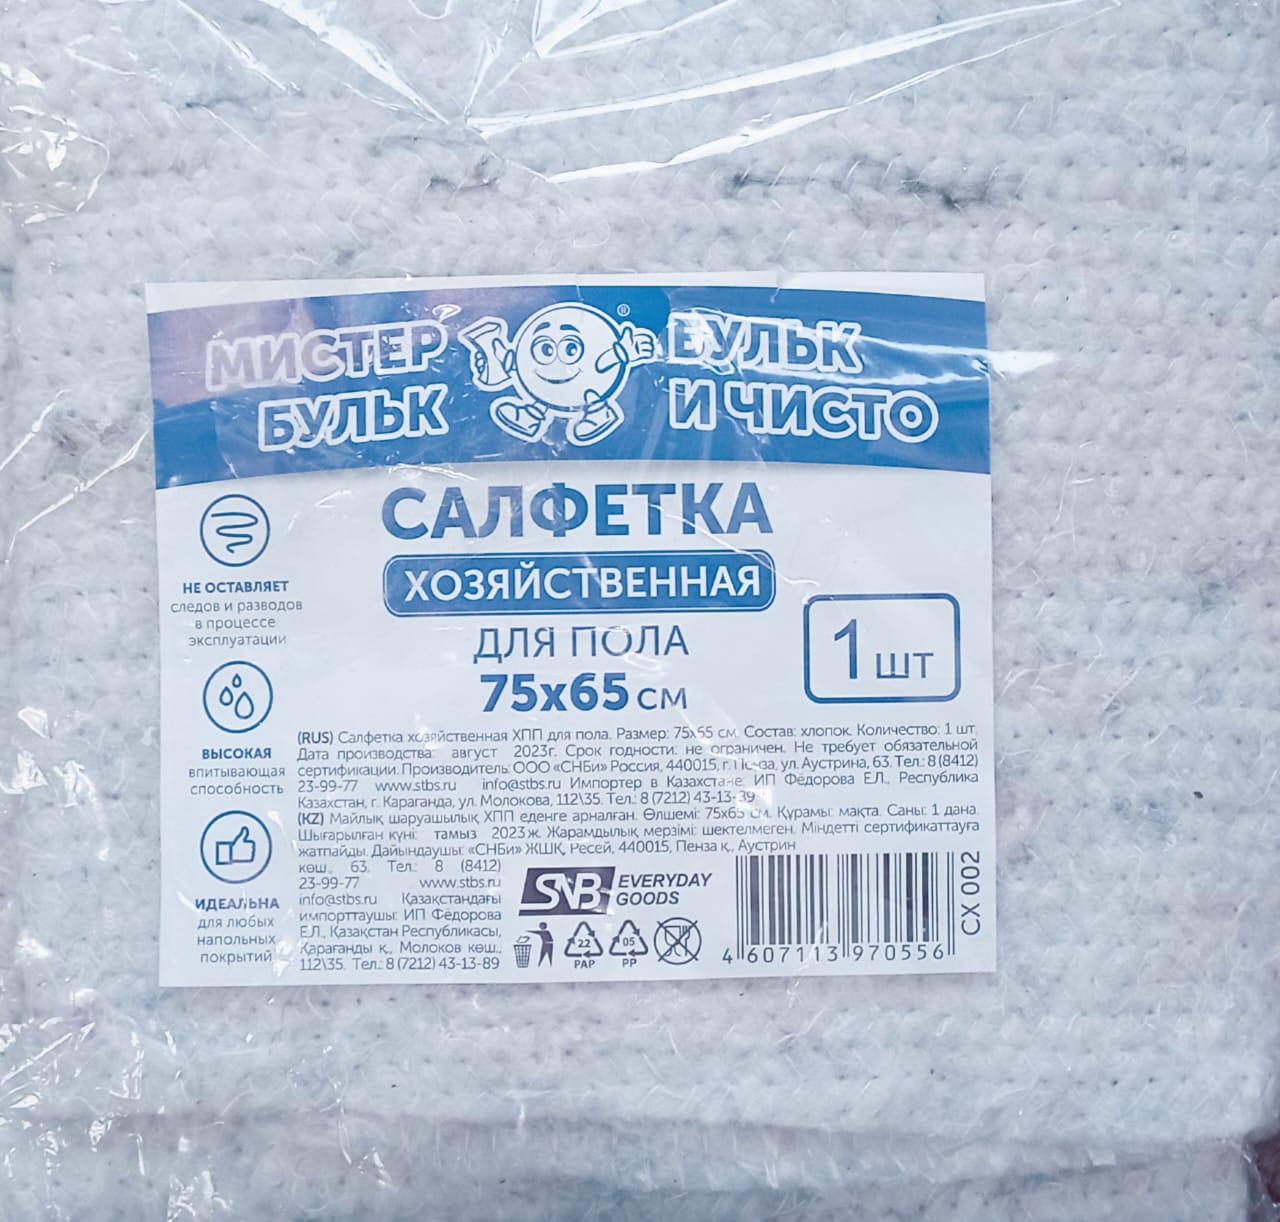 МИСТЕР
БУЛЬК
®
БУЛЬК
И ЧИСТО
САЛФЕТКА
ХОЗЯЙСТВЕННАЯ
ДЛЯ ПОЛА
75х65 см
1 шт
НЕ ОСТАВЛЯЕТ
следов и разводов
в процессе
эксплуатации
ВЫСОКАЯ
впитывающая
способность
ИДЕАЛЬНА
для любых
напольных
покрытий
(RUS) Салфетка хозяйственная ХПП для пола. Размер: 75х65 см. Состав: хлопок. Количество: 1 шт.
Дата производства: август 2023г. Срок годности: не ограничен. Не требует обязательной
сертификации. Производитель: ООО «СНБи» Россия, 440015, г. Пенза, ул. Аустрина, 63. Тел.: 8 (8412)
23-99-77 www.stbs.ru info@stbs.ru Импортер в Казахстане: ИП Фёдорова Е.Л., Республика
Казахстан, г. Караганда, ул. Молокова, 112\35. Тел.: 8 (7212) 43-13-39
(KZ) Майлық шаруашылық ХПП еденге арналған. Өлшемі: 75х65 см. Құрамы: мақта. Саны: 1 дана.
Шығарылған күні: тамыз 2023 ж. Жарамдылық мерзімі: шектелмеген. Міндетті сертификаттауға
жатпайды. Дайындаушы: «СНБи» ЖШҚ, Ресей, 440015, Пенза қ., Аустрин
көш., 63. Тел.: 8 (8412)
23-99-77 www.stbs.ru
info@stbs.ru Қазақстандағы
импорттаушы: ИП Фёдорова
Е.Л., Қазақстан Республикасы,
Қарағанды қ., Молоков көш.,
112\35. Тел.: 8 (7212) 43-13-89
SNB EVERYDAY
GOODS
22
PAP
05
PP
4 607113 970556
СХ 002